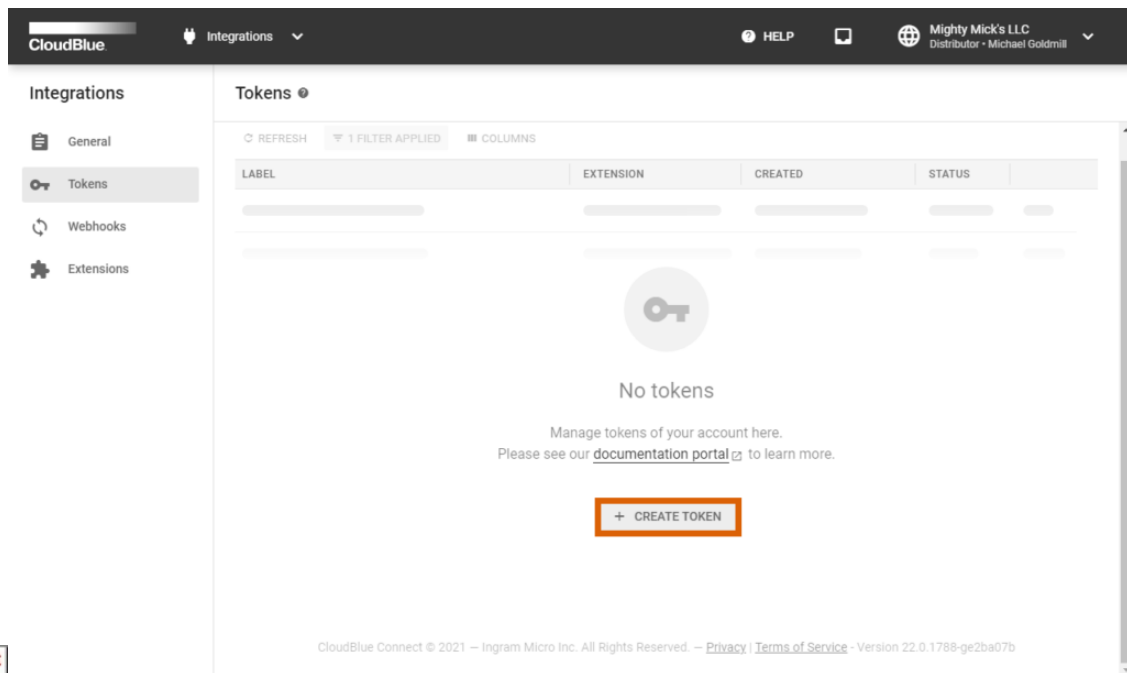 CloudBlue
Integrations
HELP
Mighty Mick's LLC
Distributor • Michael Goldmill
Integrations
General
Tokens
Webhooks
Extensions
Tokens
REFRESH
1 FILTER APPLIED
COLUMNS
LABEL
EXTENSION
CREATED
STATUS
No tokens
Manage tokens of your account here.
Please see our documentation portal to learn more.
+ CREATE TOKEN
CloudBlue Connect © 2021 – Ingram Micro Inc. All Rights Reserved. – Privacy | Terms of Service - Version 22.0.1788-ge2ba07b